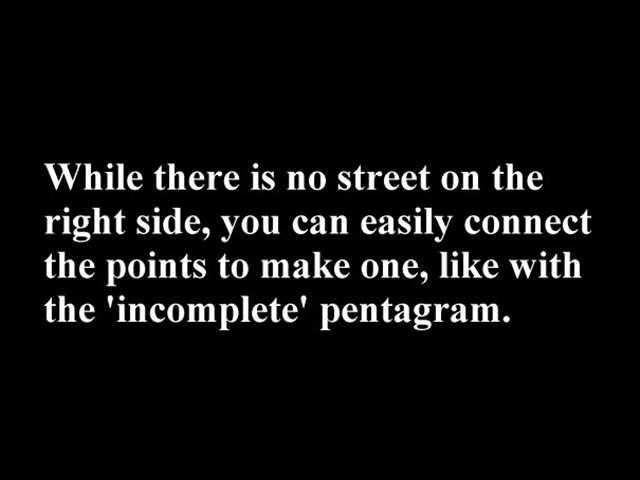 While there is no street on the
right side, you can easily connect
the points to make one, like with
the 'incomplete' pentagram.